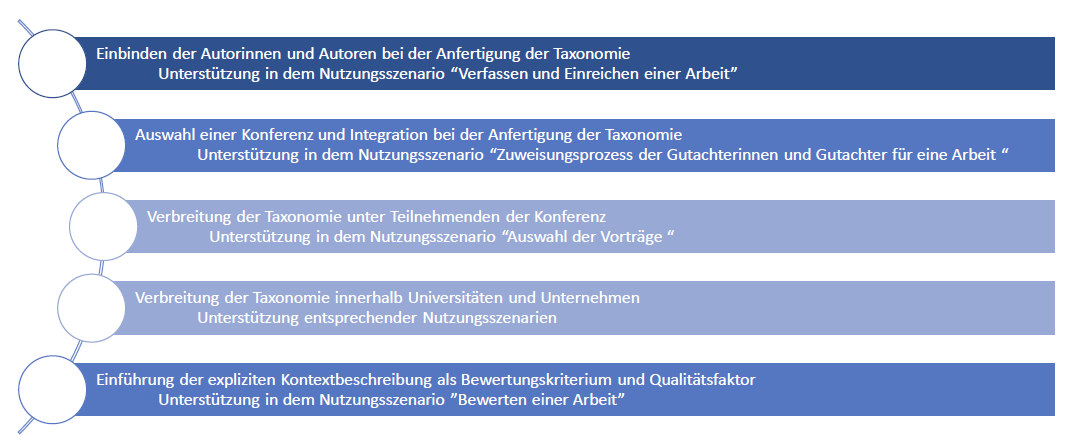 Einbinden der Autorinnen und Autoren bei der Anfertigung der Taxonomie
Unterstützung in dem Nutzungsszenario “Verfassen und Einreichen einer Arbeit”
Auswahl einer Konferenz und Integration bei der Anfertigung der Taxonomie
Unterstützung in dem Nutzungsszenario “Zuweisungsprozess der Gutachterinnen und Gutachter für eine Arbeit “
Verbreitung der Taxonomie unter Teilnehmenden der Konferenz
Unterstützung in dem Nutzungsszenario “Auswahl der Vorträge “
Verbreitung der Taxonomie innerhalb Universitäten und Unternehmen
Unterstützung entsprechender Nutzungsszenarien
Einführung der expliziten Kontextbeschreibung als Bewertungskriterium und Qualitätsfaktor
Unterstützung in dem Nutzungsszenario ”Bewerten einer Arbeit”